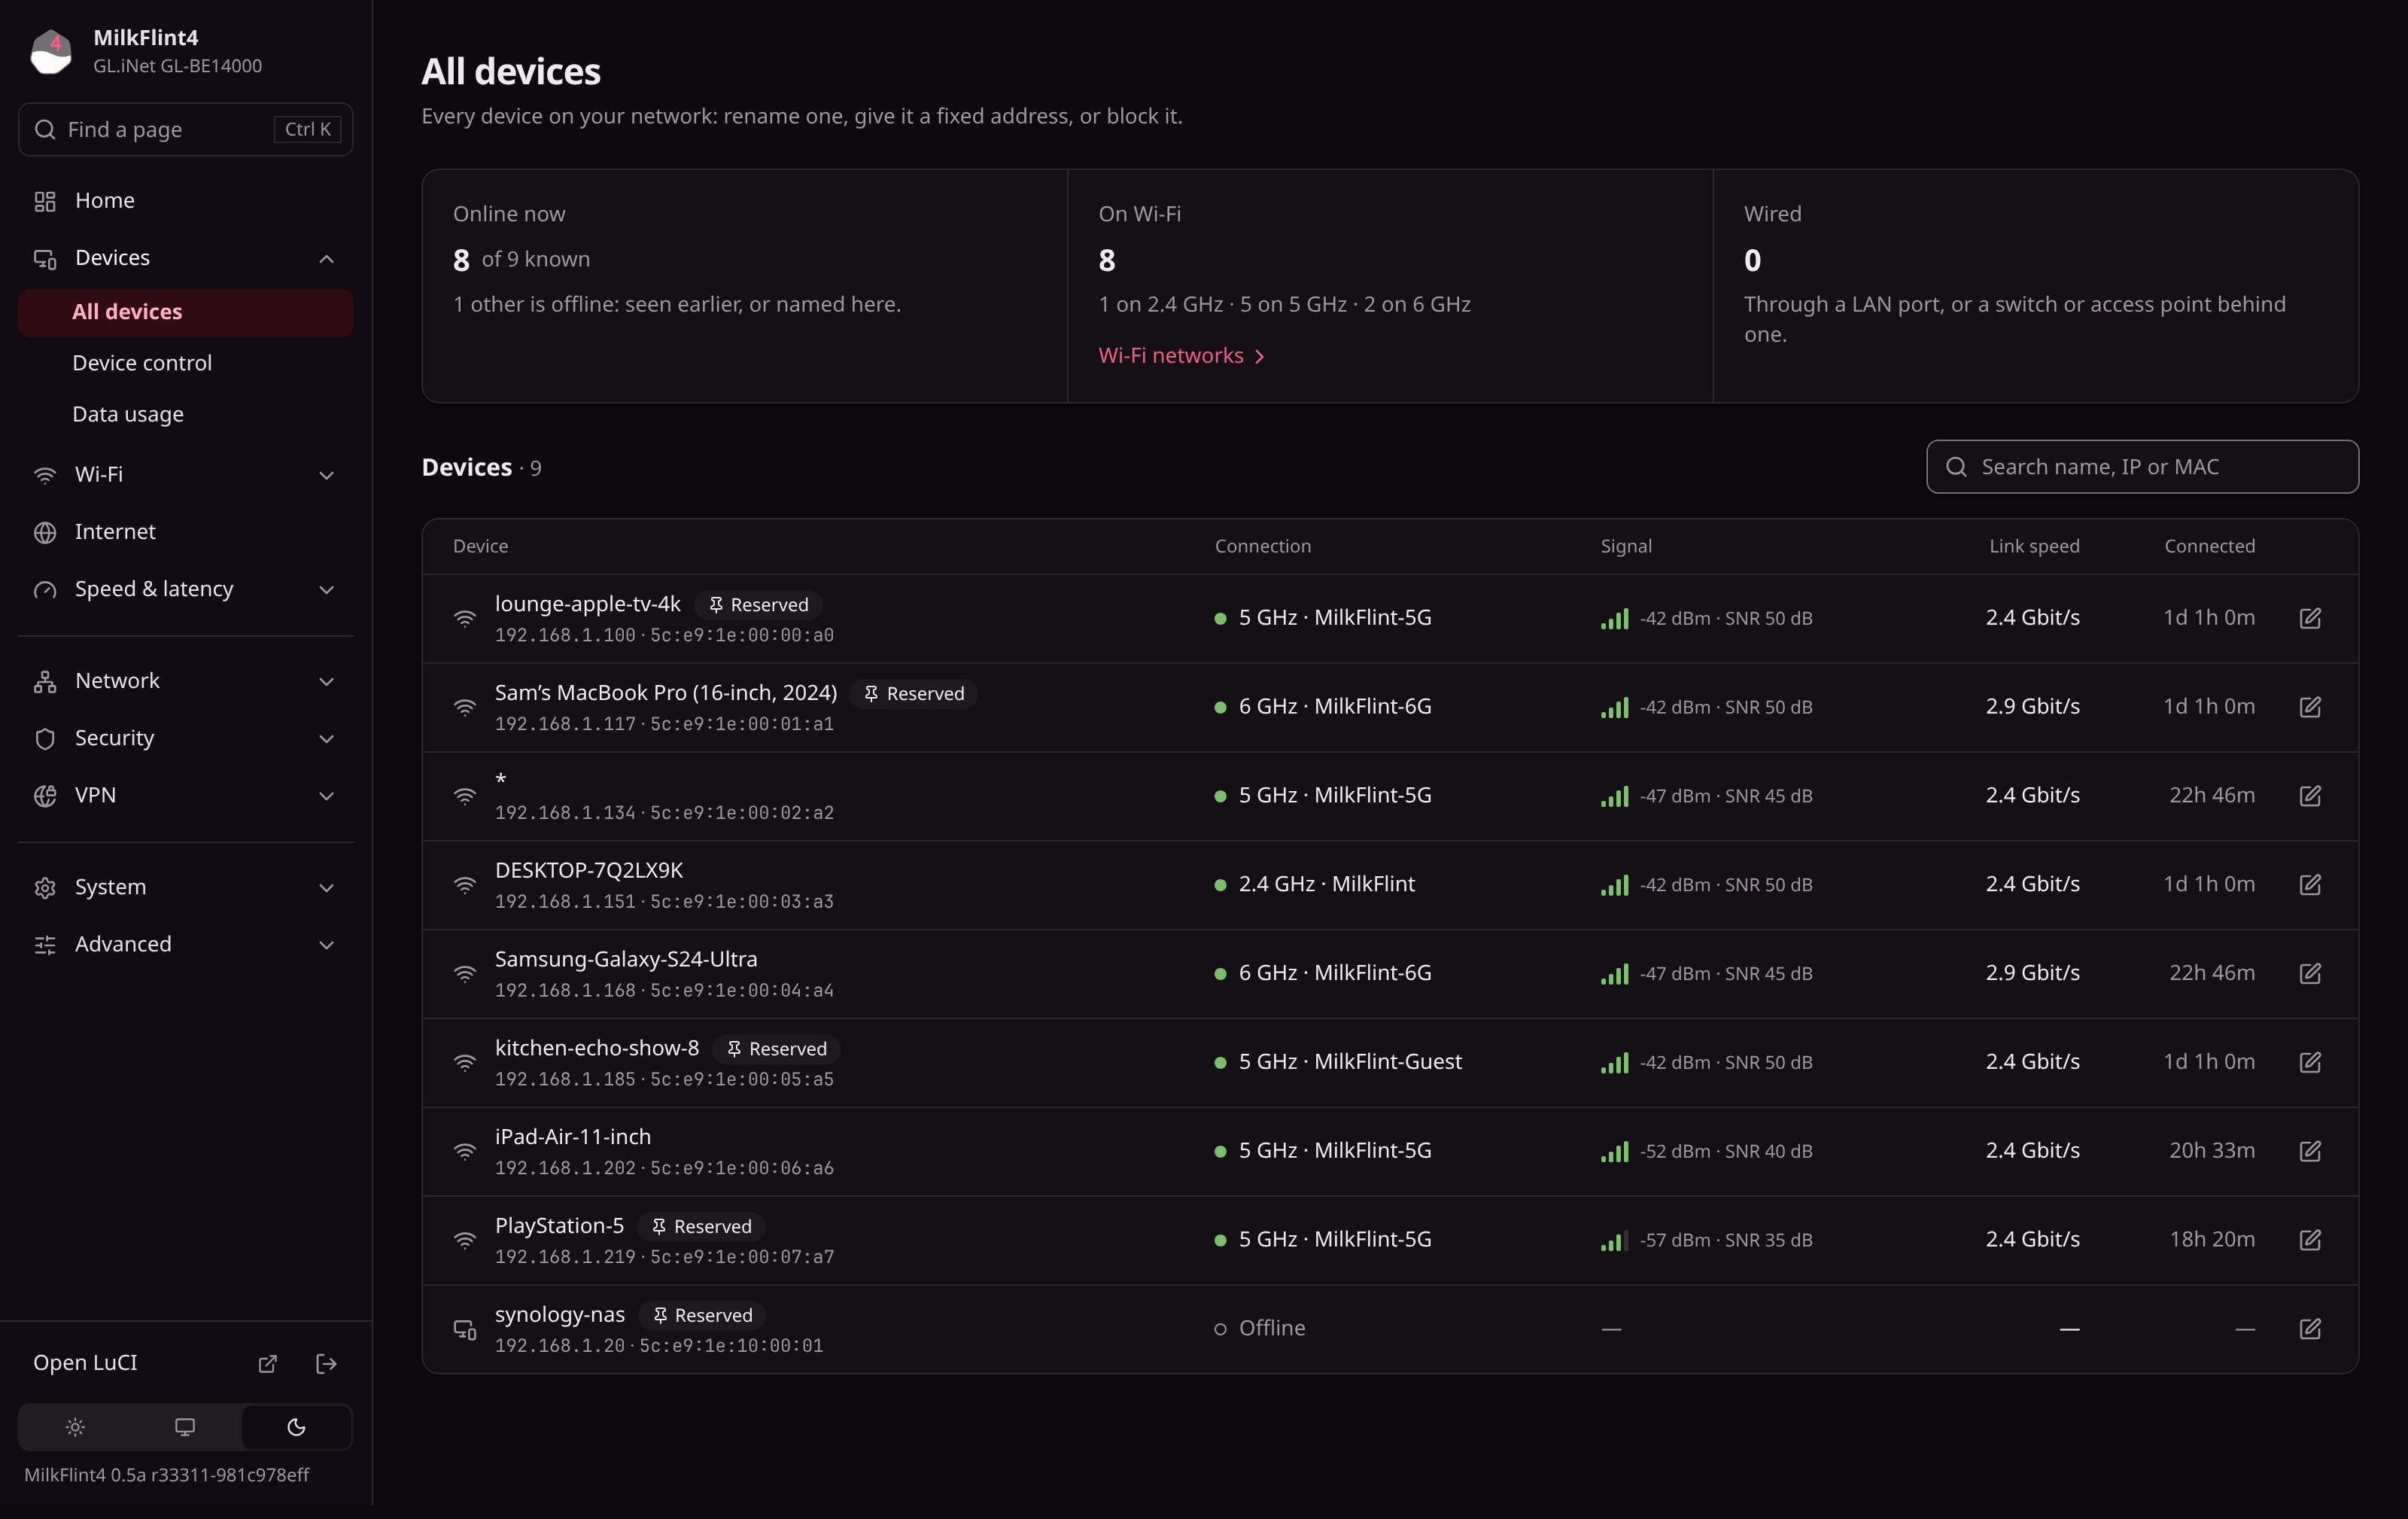 MilkFlint4
GL.iNet GL-BE14000
Find a page
Ctrl K
Home
Devices
All devices
Device control
Data usage
Wi-Fi
Internet
Speed & latency
Network
Security
VPN
System
Advanced
Open LuCI
MilkFlint4 0.5a r33311-981c978eff
All devices
Every device on your network: rename one, give it a fixed address, or block it.
Online now
8 of 9 known
1 other is offline: seen earlier, or named here.
On Wi-Fi
8
1 on 2.4 GHz · 5 on 5 GHz · 2 on 6 GHz
Wi-Fi networks
Wired
0
Through a LAN port, or a switch or access point behind
one.
Devices · 9
Search name, IP or MAC
Device Connection Signal Link speed Connected
lounge-apple-tv-4k Reserved
192.168.1.100 · 5c:e9:1e:00:00:a0
5 GHz · MilkFlint-5G -42 dBm · SNR 50 dB 2.4 Gbit/s 1d 1h 0m
Sam’s MacBook Pro (16-inch, 2024) Reserved
192.168.1.117 · 5c:e9:1e:00:01:a1
6 GHz · MilkFlint-6G -42 dBm · SNR 50 dB 2.9 Gbit/s 1d 1h 0m
*
192.168.1.134 · 5c:e9:1e:00:02:a2
5 GHz · MilkFlint-5G -47 dBm · SNR 45 dB 2.4 Gbit/s 22h 46m
DESKTOP-7Q2LX9K
192.168.1.151 · 5c:e9:1e:00:03:a3
2.4 GHz · MilkFlint -42 dBm · SNR 50 dB 2.4 Gbit/s 1d 1h 0m
Samsung-Galaxy-S24-Ultra
192.168.1.168 · 5c:e9:1e:00:04:a4
6 GHz · MilkFlint-6G -47 dBm · SNR 45 dB 2.9 Gbit/s 22h 46m
kitchen-echo-show-8 Reserved
192.168.1.185 · 5c:e9:1e:00:05:a5
5 GHz · MilkFlint-Guest -42 dBm · SNR 50 dB 2.4 Gbit/s 1d 1h 0m
iPad-Air-11-inch
192.168.1.202 · 5c:e9:1e:00:06:a6
5 GHz · MilkFlint-5G -52 dBm · SNR 40 dB 2.4 Gbit/s 20h 33m
PlayStation-5 Reserved
192.168.1.219 · 5c:e9:1e:00:07:a7
5 GHz · MilkFlint-5G -57 dBm · SNR 35 dB 2.4 Gbit/s 18h 20m
synology-nas Reserved
192.168.1.20 · 5c:e9:1e:10:00:01
Offline — — —